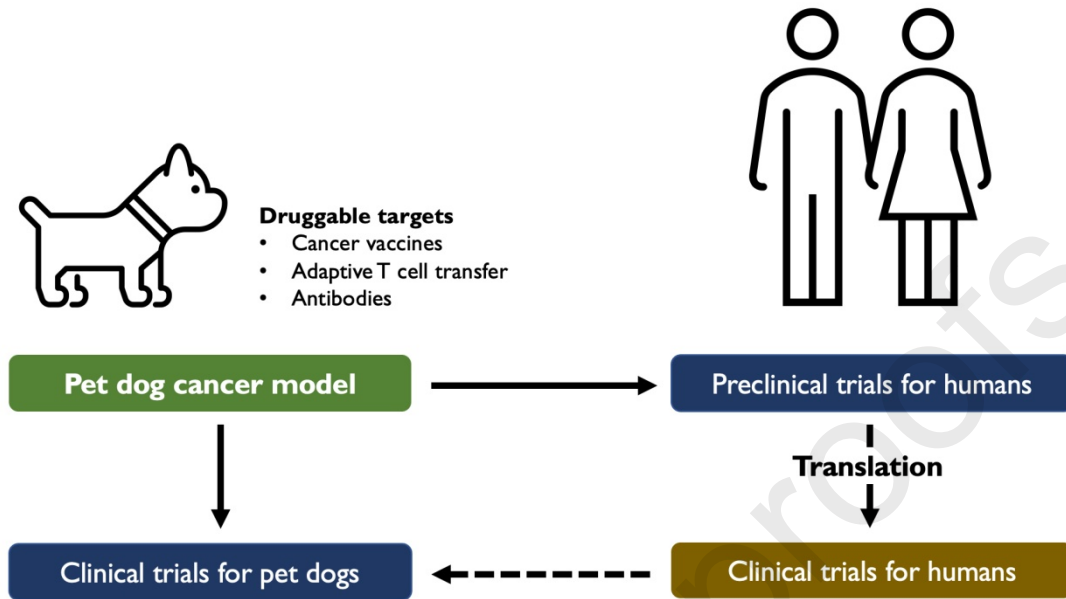 Druggable targets
• Cancer vaccines
• Adaptive T cell transfer
• Antibodies
Pet dog cancer model
Preclinical trials for humans
Translation
Clinical trials for pet dogs
Clinical trials for humans
proofs